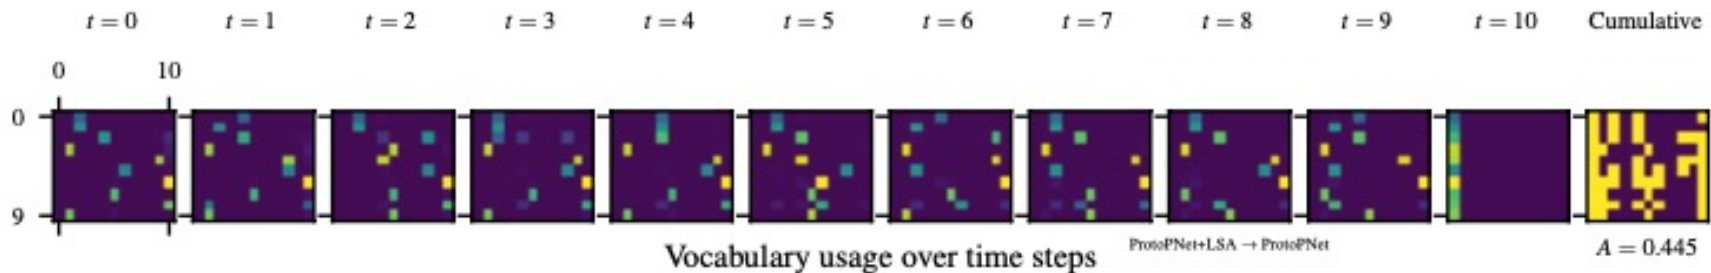 t = 0 t = 1 t = 2 t = 3 t = 4 t = 5 t = 6 t = 7 t = 8 t = 9 t = 10 Cumulative
0 10
0
9
ProtoPNet+LSA → ProtoPNet
A = 0.445
Vocabulary usage over time steps